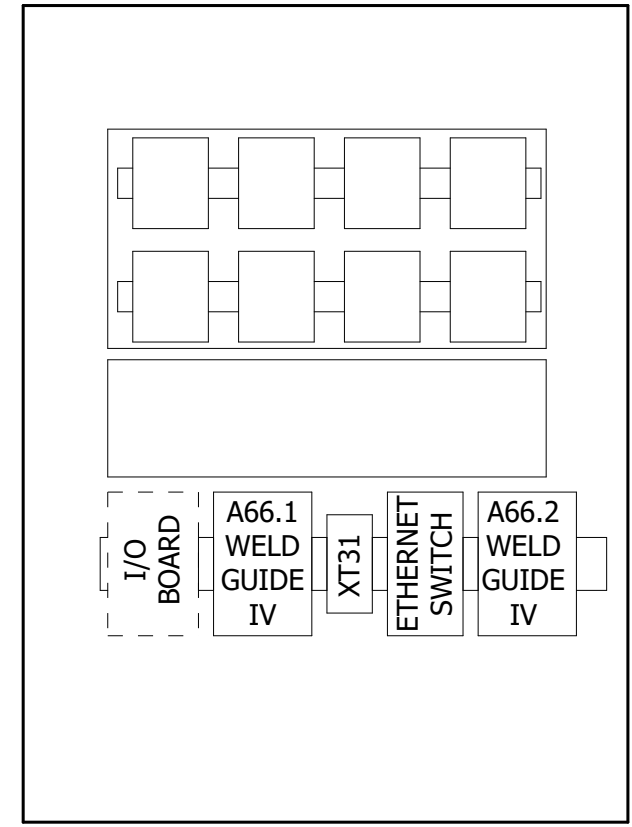 I/O
BOARD
A66.1
WELD
GUIDE
IV
XT31
ETHERNET
SWITCH
A66.2
WELD
GUIDE
IV